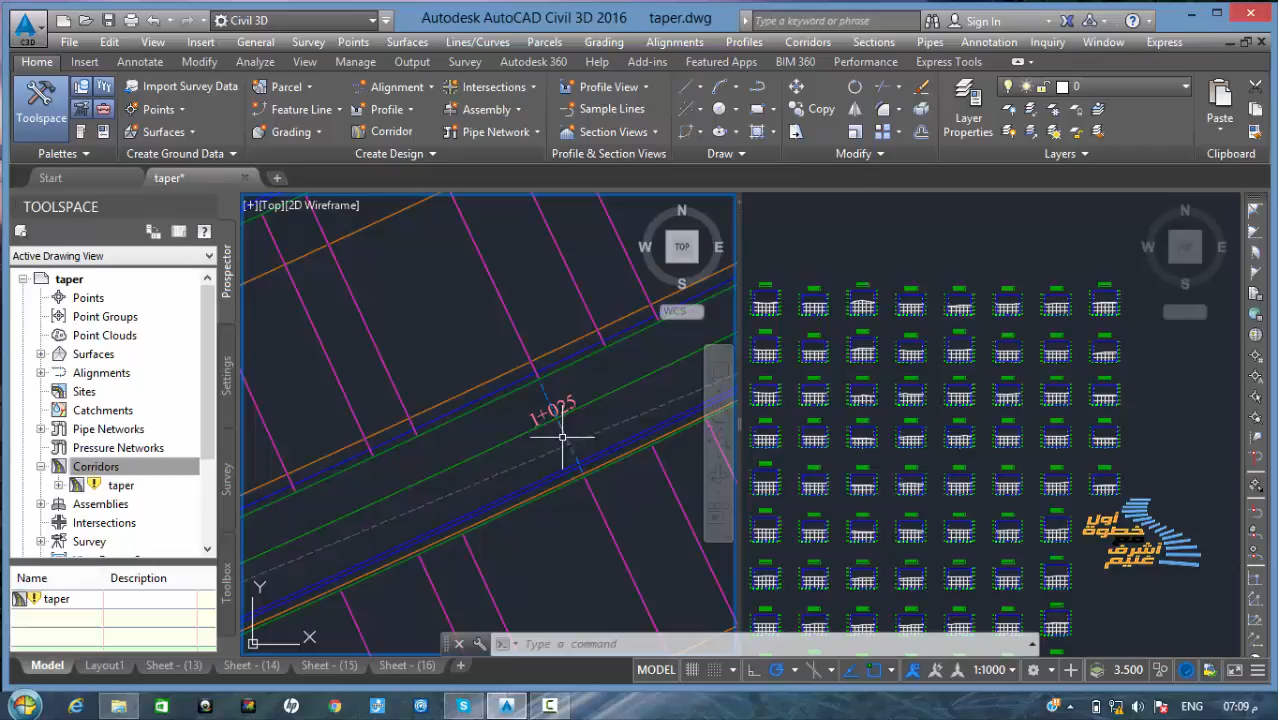 Civil 3D
Autodesk AutoCAD Civil 3D 2016 taper.dwg
Type a keyword or phrase
Sign In
C3D
File Edit View Insert General Survey Points Surfaces Lines/Curves Parcels Grading Alignments Profiles Corridors Sections Pipes Annotation Inquiry Window Express
Home Insert Annotate Modify Analyze View Manage Output Survey Autodesk 360 Help Add-ins Featured Apps BIM 360 Performance Express Tools
Import Survey Data Parcel Alignment Intersections Profile View
Points Feature Line Profile Assembly Sample Lines Copy
Surfaces Grading Corridor Pipe Network Section Views
Toolspace
Layer Properties
0
Paste
Palettes Create Ground Data Create Design Profile & Section Views Draw Modify Layers Clipboard
Start taper*
TOOLSPACE
Active Drawing View
taper
Points
Point Groups
Point Clouds
Surfaces
Alignments
Sites
Catchments
Pipe Networks
Pressure Networks
Corridors
taper
Assemblies
Intersections
Survey
Prospector
Settings
Survey
Toolbox
Name Description
taper
[+][Top][2D Wireframe]
N
W TOP E
S
WCS
1+025
Y
X
N
W E
S
أول
خطوة
أشرف
غنيم
Type a command
Model Layout1 Sheet - (13) Sheet - (14) Sheet - (15) Sheet - (16)
MODEL 1:1000 3.500
ENG ٠٧:٠٩ م